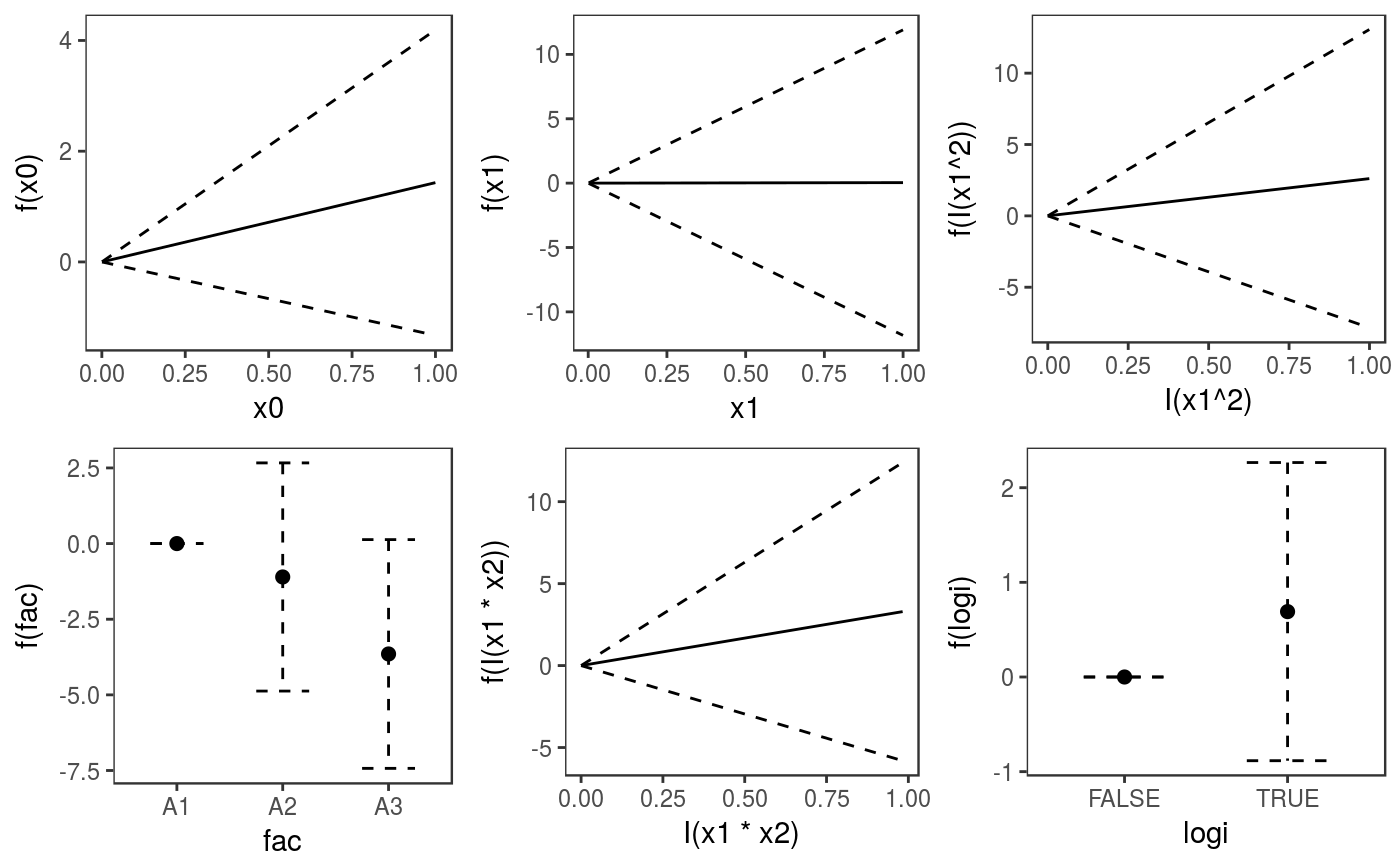 f(x0)
4
2
0
0.00 0.25 0.50 0.75 1.00
x0
f(x1)
10
5
0
-5
-10
0.00 0.25 0.50 0.75 1.00
x1
f(I(x1^2))
10
5
0
-5
0.00 0.25 0.50 0.75 1.00
I(x1^2)
f(fac)
2.5
0.0
-2.5
-5.0
-7.5
A1 A2 A3
fac
f(I(x1 * x2))
10
5
0
-5
0.00 0.25 0.50 0.75 1.00
I(x1 * x2)
f(logi)
2
1
0
-1
FALSE TRUE
logi